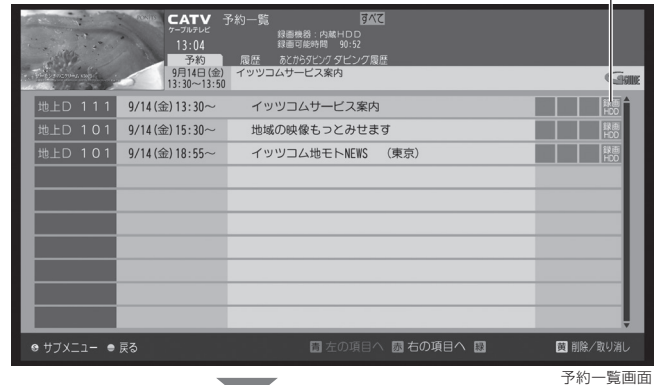 CATV 予約一覧 すべて
ケーブルテレビ 録画機器：内蔵HDD
13:04 録画可能時間 90:52
予約 履歴 あとからダビング ダビング履歴
9月14日(金) イッツコムサービス案内
13:30～13:50
GUIDE
地上D 111 9/14(金)13:30～ イッツコムサービス案内 録画 HDD
地上D 101 9/14(金)15:30～ 地域の映像もっとみせます 録画 HDD
地上D 101 9/14(金)18:55～ イッツコム地モトNEWS （東京） 録画 HDD
S サブメニュー 戻る 青 左の項目へ 赤 右の項目へ 緑 黄 削除／取り消し
予約一覧画面